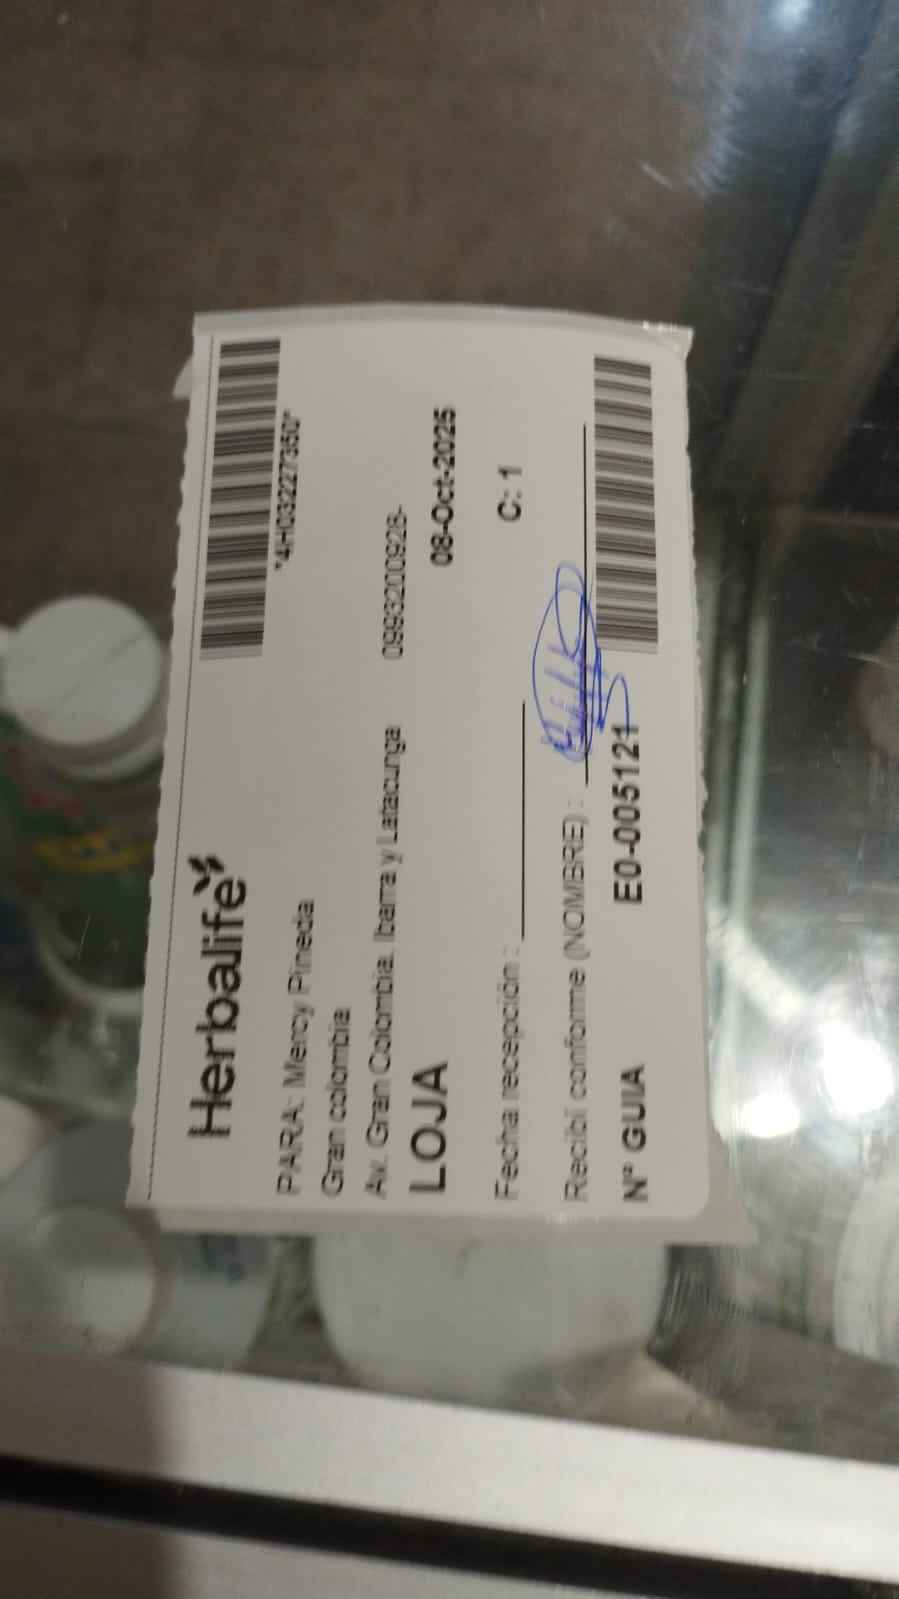 Herbalife
*4H03227350*
PARA: Mercy Pineda
Gran colombia
Av. Gran Colombia. Ibarra y Latacunga 0993200928-
LOJA 08-Oct-2025
Fecha recepción : C: 1
Recibí conforme (NOMBRE) :
N° GUIA E0-005121